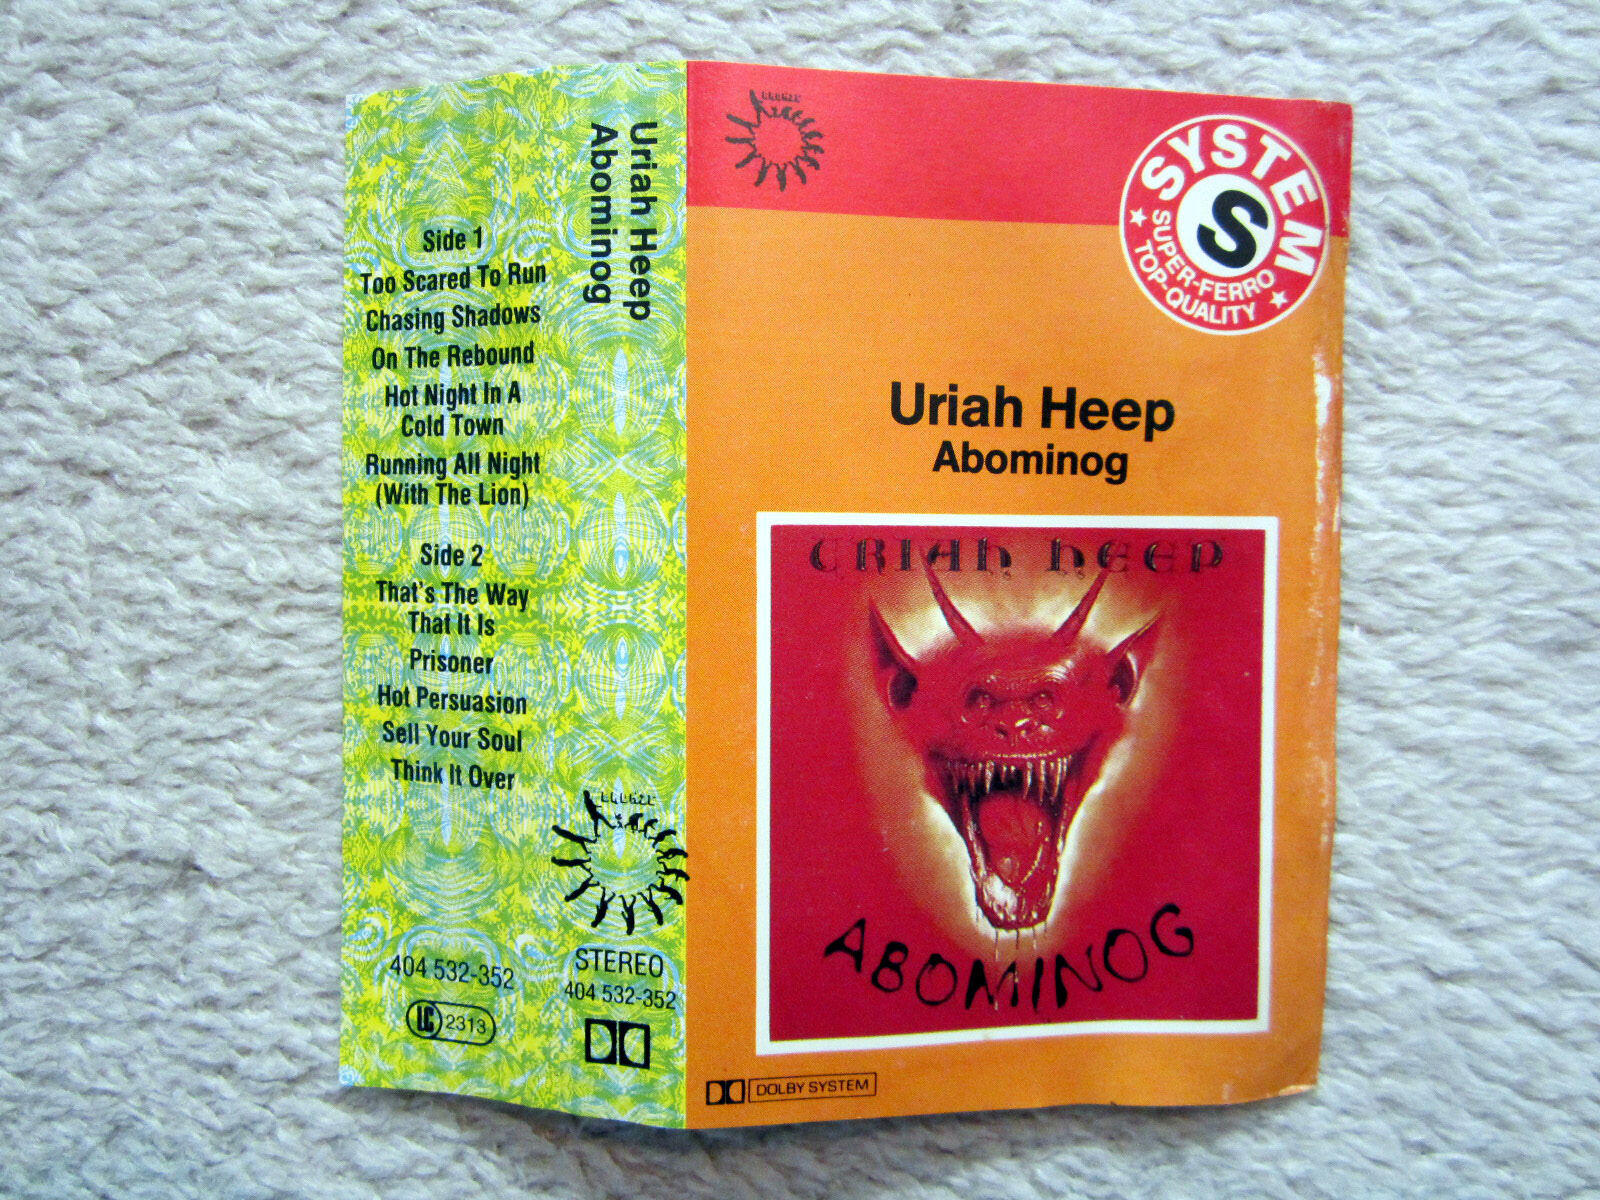 Side 1
Too Scared To Run
Chasing Shadows
On The Rebound
Hot Night In A
Cold Town
Running All Night
(With The Lion)
Side 2
That's The Way
That It Is
Prisoner
Hot Persuasion
Sell Your Soul
Think It Over
404 532-352
LC 2313
Uriah Heep
Abominog
BRONZE
STEREO
404 532-352
BRONZE
SYSTEM
S
SUPER-FERRO
TOP-QUALITY
Uriah Heep
Abominog
URIAH HEEP
ABOMINOG
DOLBY SYSTEM